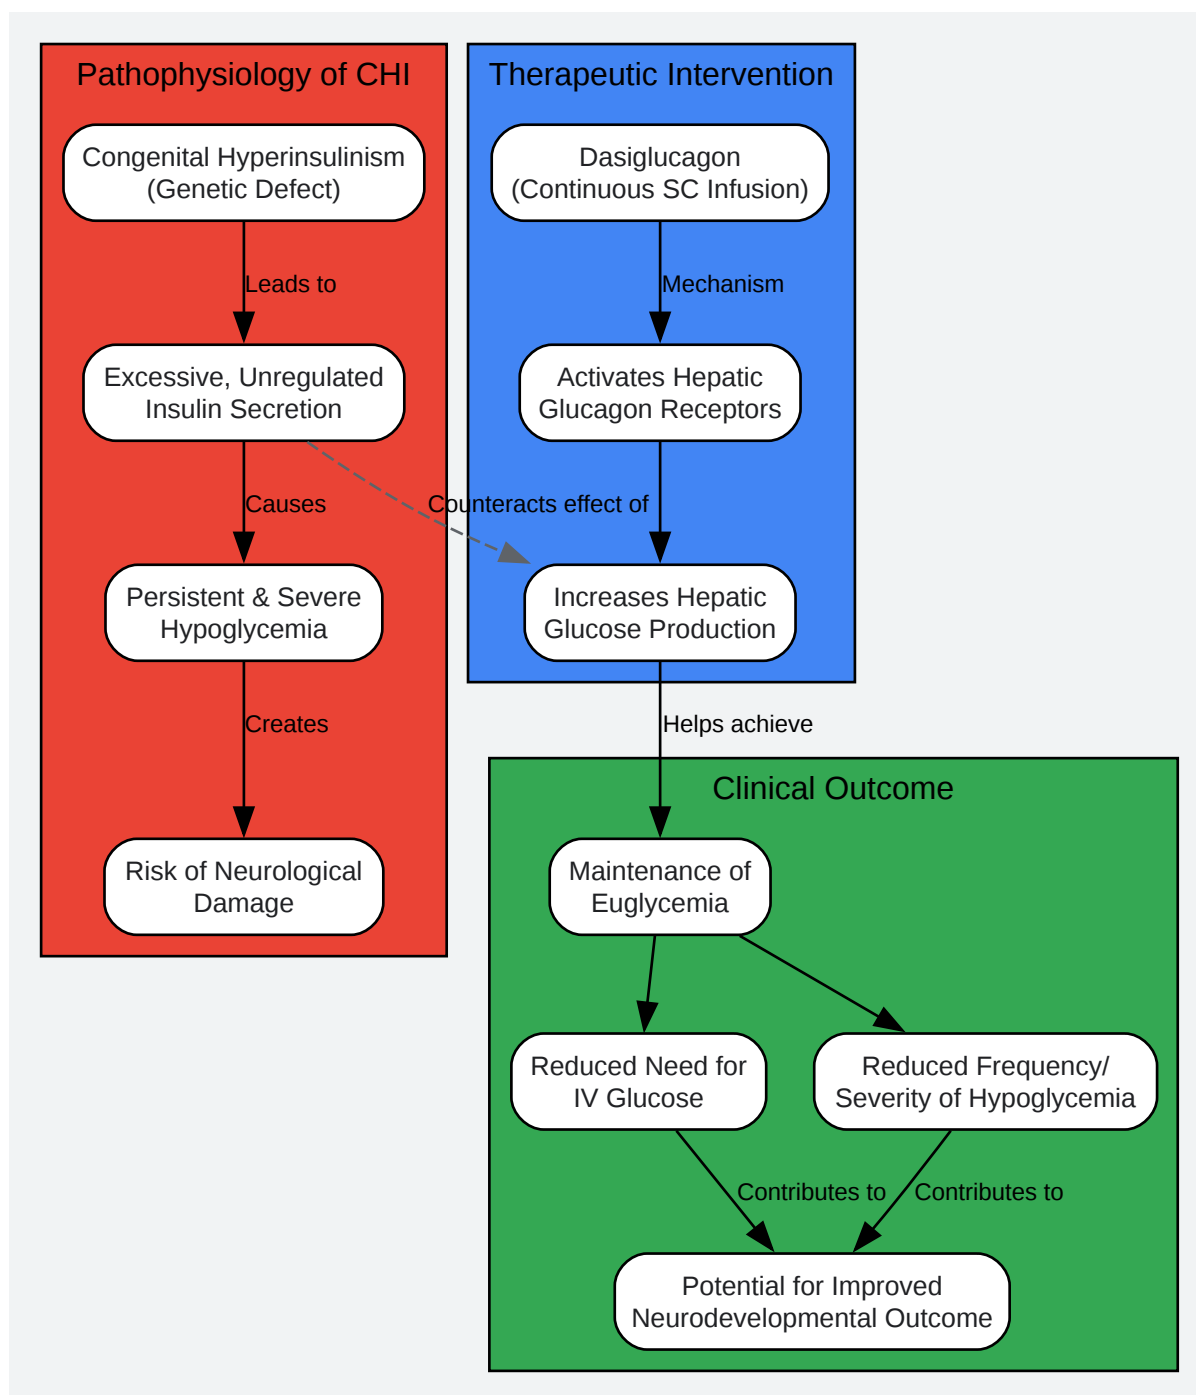 Pathophysiology of CHI
Congenital Hyperinsulinism
(Genetic Defect)
Leads to
Excessive, Unregulated
Insulin Secretion
Causes
Persistent & Severe
Hypoglycemia
Creates
Risk of Neurological
Damage
Therapeutic Intervention
Dasiglucagon
(Continuous SC Infusion)
Mechanism
Activates Hepatic
Glucagon Receptors
Counteracts effect of
Increases Hepatic
Glucose Production
Helps achieve
Clinical Outcome
Maintenance of
Euglycemia
Reduced Need for
IV Glucose
Reduced Frequency/
Severity of Hypoglycemia
Contributes to
Contributes to
Potential for Improved
Neurodevelopmental Outcome